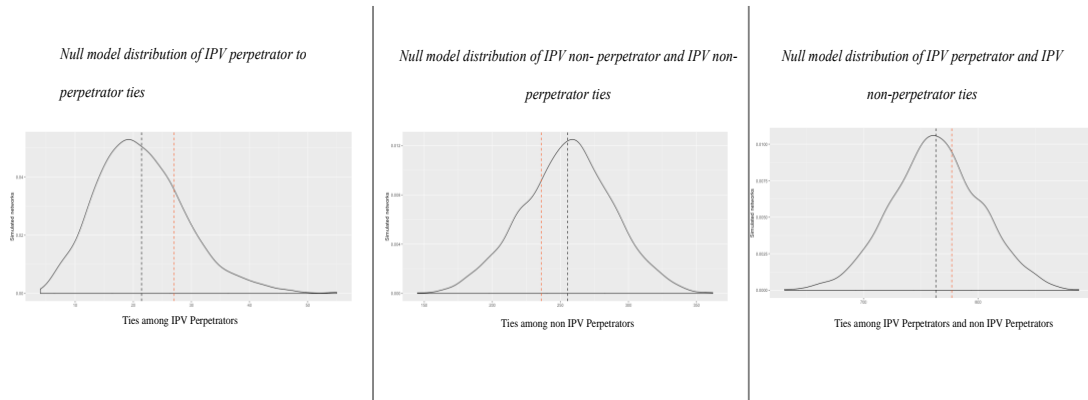 Null model distribution of IPV perpetrator to
perpetrator ties
Simulated networks
Ties among IPV Perpetrators
Null model distribution of IPV non- perpetrator and IPV non-
perpetrator ties
Simulated networks
Ties among non IPV Perpetrators
Null model distribution of IPV perpetrator and IPV
non-perpetrator ties
Simulated networks
Ties among IPV Perpetrators and non IPV Perpetrators